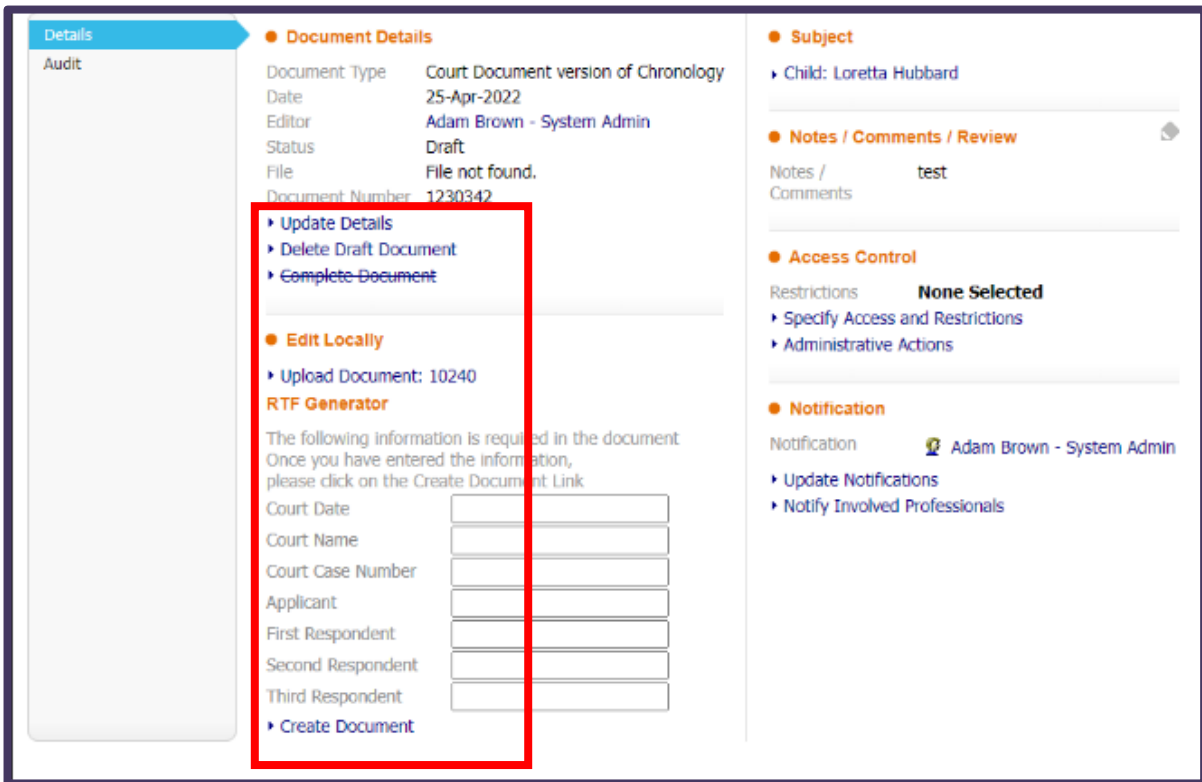 Details
Audit
Document Details
Document Type Court Document version of Chronology
Date 25-Apr-2022
Editor Adam Brown - System Admin
Status Draft
File File not found.
Document Number 1230342
Update Details
Delete Draft Document
Complete Document
Edit Locally
Upload Document: 10240
RTF Generator
The following information is required in the document
Once you have entered the information,
please click on the Create Document Link
Court Date
Court Name
Court Case Number
Applicant
First Respondent
Second Respondent
Third Respondent
Create Document
Subject
Child: Loretta Hubbard
Notes / Comments / Review
Notes / test
Comments
Access Control
Restrictions None Selected
Specify Access and Restrictions
Administrative Actions
Notification
Notification Adam Brown - System Admin
Update Notifications
Notify Involved Professionals